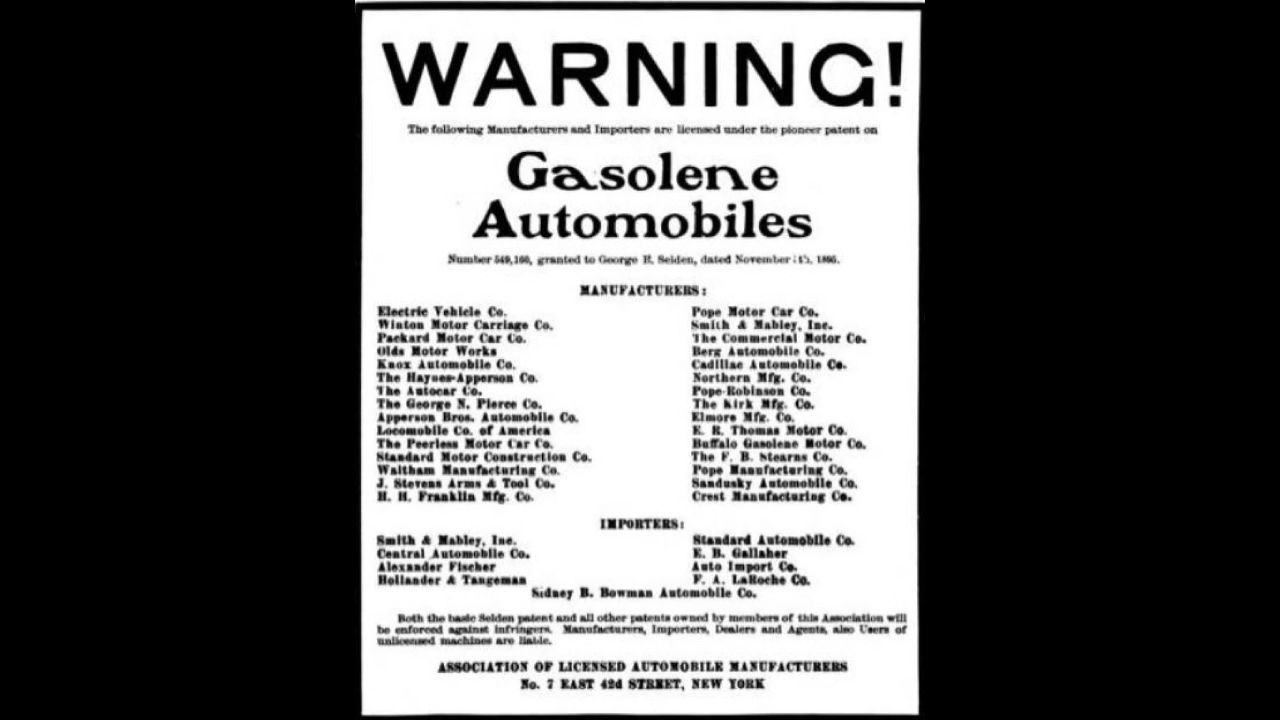 WARNING!
The following Manufacturers and Importers are licensed under the pioneer patent on
Gasolene
Automobiles
Number 549,160, granted to George B. Selden, dated November 5th, 1895.
MANUFACTURERS:
Electric Vehicle Co. Pope Motor Car Co.
Winton Motor Carriage Co. Smith & Mabley, Inc.
Packard Motor Car Co. The Commercial Motor Co.
Olds Motor Works Berg Automobile Co.
Knox Automobile Co. Cadillac Automobile Co.
The Haynes-Apperson Co. Northern Mfg. Co.
The Autocar Co. Pope-Robinson Co.
The George N. Pierce Co. The Kirk Mfg. Co.
Apperson Bros. Automobile Co. Elmore Mfg. Co.
Locomobile Co. of America E. R. Thomas Motor Co.
The Peerless Motor Car Co. Buffalo Gasolene Motor Co.
Standard Motor Construction Co. The F. B. Stearns Co.
Waltham Manufacturing Co. Pope Manufacturing Co.
J. Stevens Arms & Tool Co. Sandusky Automobile Co.
H. H. Franklin Mfg. Co. Crest Manufacturing Co.
IMPORTERS:
Smith & Mabley, Inc. Standard Automobile Co.
Central Automobile Co. E. B. Gallaher
Alexander Fischer Auto Import Co.
Hollander & Tangeman F. A. LaRoche Co.
Sidney B. Bowman Automobile Co.
Both the basic Selden patent and all other patents owned by members of this Association will
be enforced against infringers. Manufacturers, Importers, Dealers and Agents, also Users of
unlicensed machines are liable.
ASSOCIATION OF LICENSED AUTOMOBILE MANUFACTURERS
No. 7 EAST 42d STREET, NEW YORK